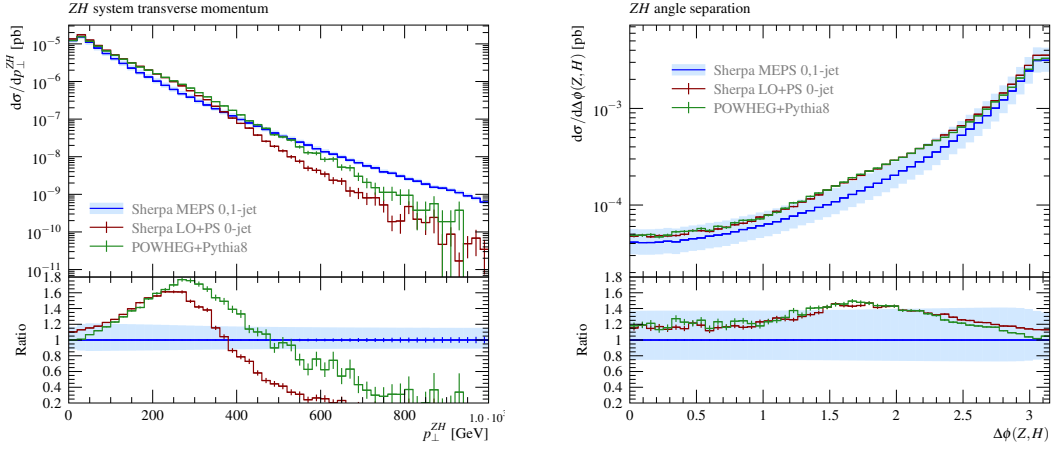 ZH system transverse momentum
dσ/dp⊥^ZH [pb]
10⁻⁵
10⁻⁶
10⁻⁷
10⁻⁸
10⁻⁹
10⁻¹⁰
10⁻¹¹
Sherpa MEPS 0,1-jet
Sherpa LO+PS 0-jet
POWHEG+Pythia8
Ratio
1.8
1.6
1.4
1.2
1
0.8
0.6
0.4
0.2
0 200 400 600 800
p⊥^ZH [GeV]
ZH angle separation
dσ/dΔϕ(Z,H) [pb]
10⁻³
10⁻⁴
Sherpa MEPS 0,1-jet
Sherpa LO+PS 0-jet
POWHEG+Pythia8
Ratio
1.8
1.6
1.4
1.2
1
0.8
0.6
0.4
0.2
0 0.5 1 1.5 2 2.5 3
Δϕ(Z,H)